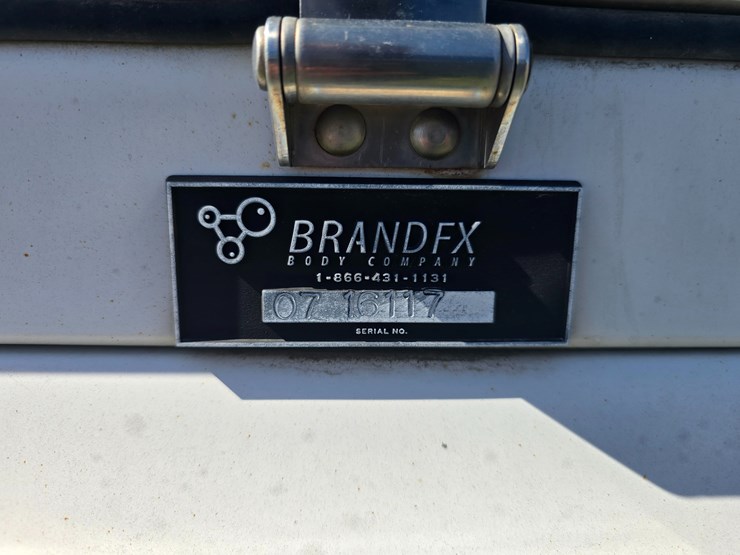 BRANDFX
BODY COMPANY
1-866-431-1131
07 16117
SERIAL NO.